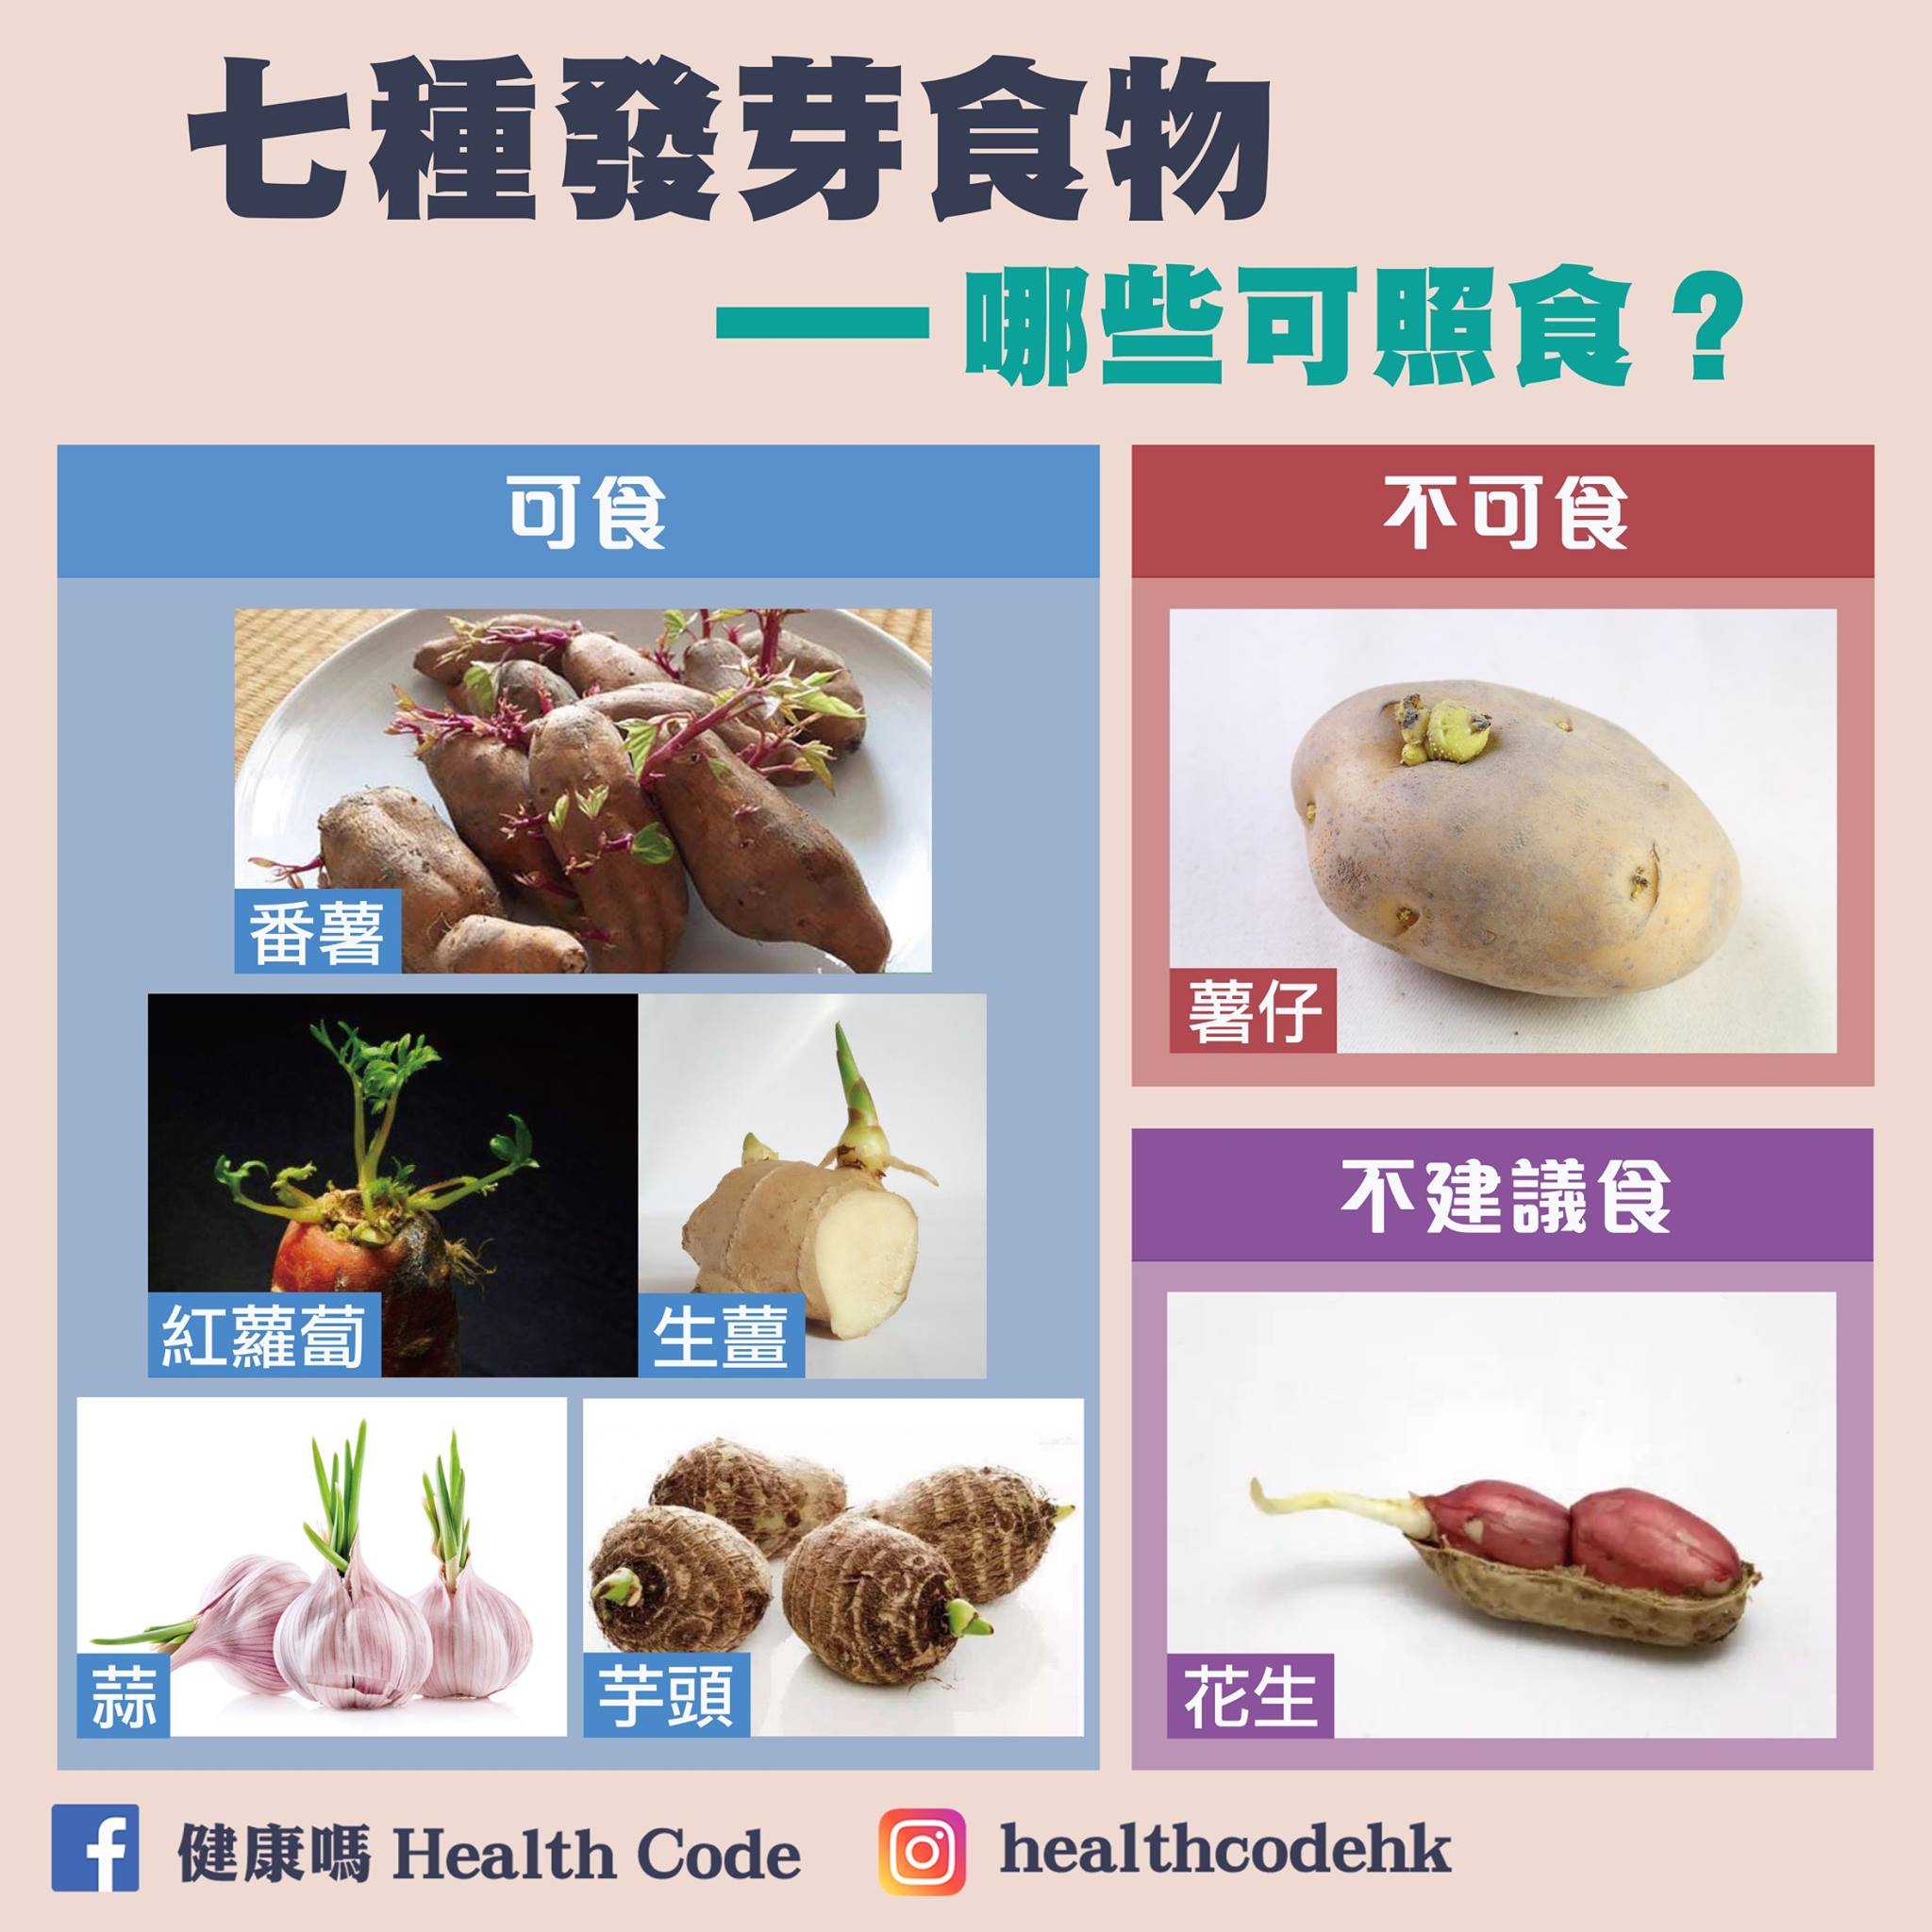 七種發芽食物
— 哪些可照食？
可食
番薯
紅蘿蔔
生薑
蒜
芋頭
不可食
薯仔
不建議食
花生
健康嗎 Health Code
healthcodehk